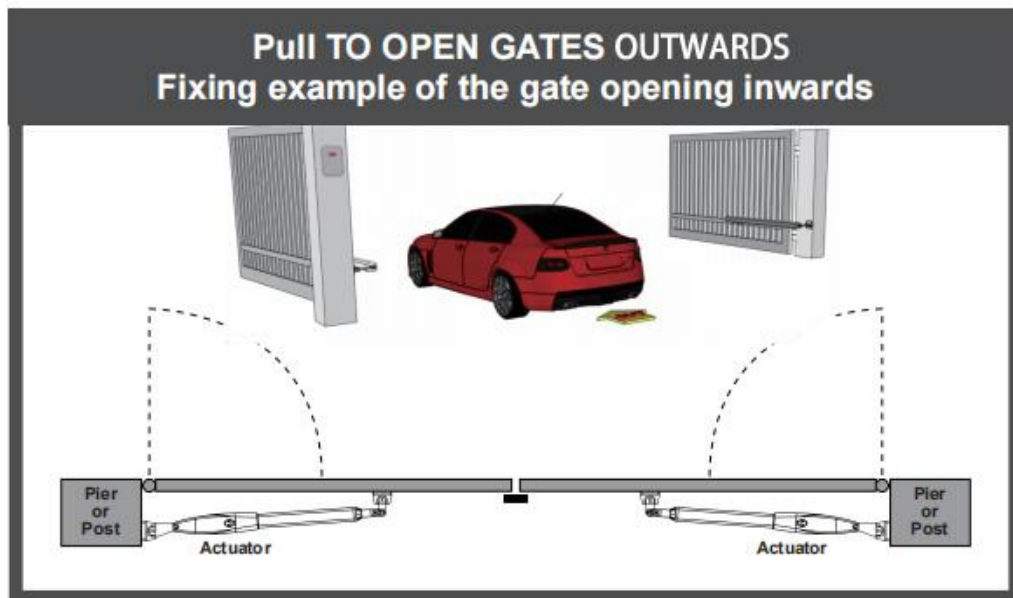 Pull TO OPEN GATES OUTWARDS
Fixing example of the gate opening inwards
Pier
or
Post
Actuator
Actuator
Pier
or
Post